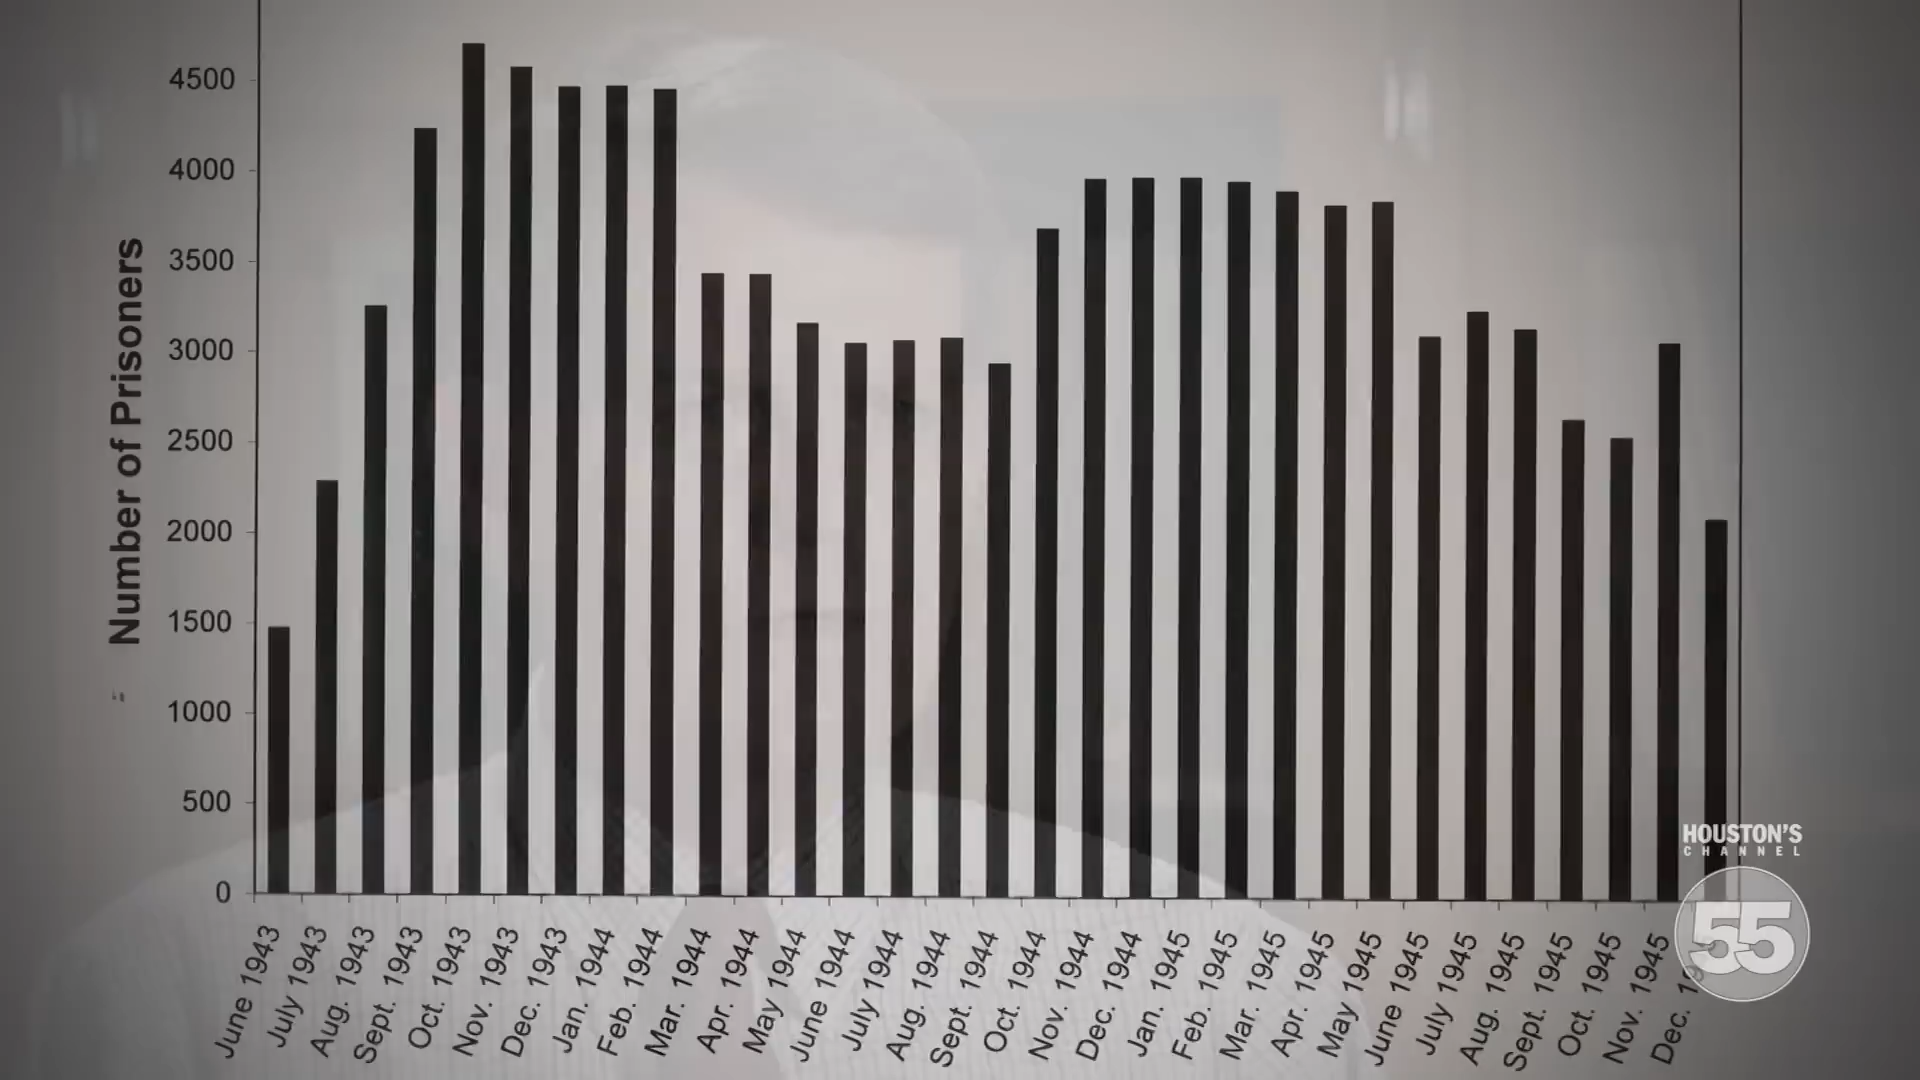 4500
4000
3500
3000
2500
2000
1500
1000
500
0
Number of Prisoners
June 1943
July 1943
Aug. 1943
Sept. 1943
Oct. 1943
Nov. 1943
Dec. 1943
Jan. 1944
Feb. 1944
Mar. 1944
Apr. 1944
May 1944
June 1944
July 1944
Aug. 1944
Sept. 1944
Oct. 1944
Nov. 1944
Dec. 1944
Jan. 1945
Feb. 1945
Mar. 1945
Apr. 1945
May 1945
June 1945
July 1945
Aug. 1945
Sept. 1945
Oct. 1945
Nov. 1945
Dec.
HOUSTON'S
CHANNEL
55